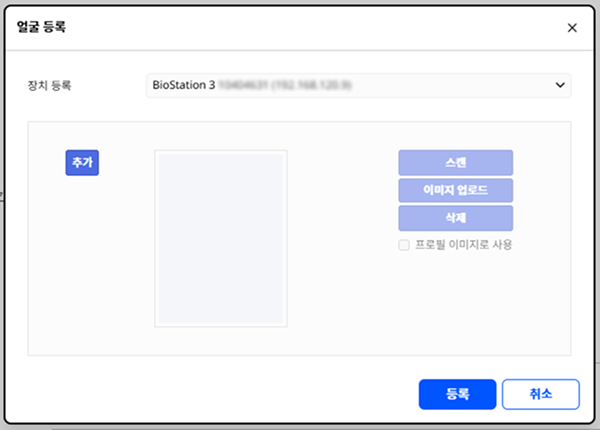 얼굴 등록
장치 등록
BioStation 3
추가
스캔
이미지 업로드
삭제
프로필 이미지로 사용
등록
취소